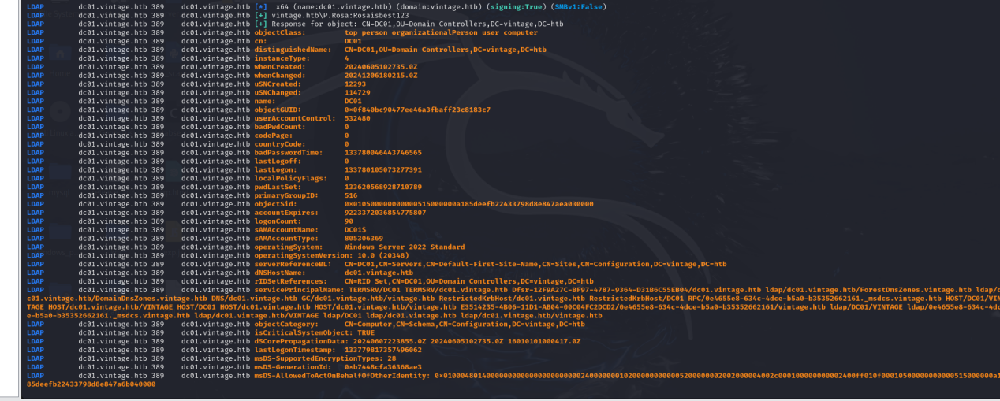 LDAP dc01.vintage.htb 389 dc01.vintage.htb [*] x64 (name:dc01.vintage.htb) (domain:vintage.htb) (signing:True) (SMBv1:False)
LDAP dc01.vintage.htb 389 dc01.vintage.htb [+] vintage.htb\P.Rosa:Rosaisbest123
LDAP dc01.vintage.htb 389 dc01.vintage.htb [+] Response for object: CN=DC01,OU=Domain Controllers,DC=vintage,DC=htb
LDAP dc01.vintage.htb 389 dc01.vintage.htb objectClass: top person organizationalPerson user computer
LDAP dc01.vintage.htb 389 dc01.vintage.htb cn: DC01
LDAP dc01.vintage.htb 389 dc01.vintage.htb distinguishedName: CN=DC01,OU=Domain Controllers,DC=vintage,DC=htb
LDAP dc01.vintage.htb 389 dc01.vintage.htb instanceType: 4
LDAP dc01.vintage.htb 389 dc01.vintage.htb whenCreated: 20240605102735.0Z
LDAP dc01.vintage.htb 389 dc01.vintage.htb whenChanged: 20241206180215.0Z
LDAP dc01.vintage.htb 389 dc01.vintage.htb uSNCreated: 12293
LDAP dc01.vintage.htb 389 dc01.vintage.htb uSNChanged: 114729
LDAP dc01.vintage.htb 389 dc01.vintage.htb name: DC01
LDAP dc01.vintage.htb 389 dc01.vintage.htb objectGUID: 0×0f840bc90477ee46a3fbaff23c8183c7
LDAP dc01.vintage.htb 389 dc01.vintage.htb userAccountControl: 532480
LDAP dc01.vintage.htb 389 dc01.vintage.htb badPwdCount: 0
LDAP dc01.vintage.htb 389 dc01.vintage.htb codePage: 0
LDAP dc01.vintage.htb 389 dc01.vintage.htb countryCode: 0
LDAP dc01.vintage.htb 389 dc01.vintage.htb badPasswordTime: 133780046443746565
LDAP dc01.vintage.htb 389 dc01.vintage.htb lastLogoff: 0
LDAP dc01.vintage.htb 389 dc01.vintage.htb lastLogon: 133780105073277391
LDAP dc01.vintage.htb 389 dc01.vintage.htb localPolicyFlags: 0
LDAP dc01.vintage.htb 389 dc01.vintage.htb pwdLastSet: 133620568928710789
LDAP dc01.vintage.htb 389 dc01.vintage.htb primaryGroupID: 516
LDAP dc01.vintage.htb 389 dc01.vintage.htb objectSid: 0×010500000000000515000000a185deefb22433798d8e847aea030000
LDAP dc01.vintage.htb 389 dc01.vintage.htb accountExpires: 9223372036854775807
LDAP dc01.vintage.htb 389 dc01.vintage.htb logonCount: 90
LDAP dc01.vintage.htb 389 dc01.vintage.htb sAMAccountName: DC01$
LDAP dc01.vintage.htb 389 dc01.vintage.htb sAMAccountType: 805306369
LDAP dc01.vintage.htb 389 dc01.vintage.htb operatingSystem: Windows Server 2022 Standard
LDAP dc01.vintage.htb 389 dc01.vintage.htb operatingSystemVersion: 10.0 (20348)
LDAP dc01.vintage.htb 389 dc01.vintage.htb serverReferenceBL: CN=DC01,CN=Servers,CN=Default-First-Site-Name,CN=Sites,CN=Configuration,DC=vintage,DC=htb
LDAP dc01.vintage.htb 389 dc01.vintage.htb dNSHostName: dc01.vintage.htb
LDAP dc01.vintage.htb 389 dc01.vintage.htb rIDSetReferences: CN=RID Set,CN=DC01,OU=Domain Controllers,DC=vintage,DC=htb
LDAP dc01.vintage.htb 389 dc01.vintage.htb servicePrincipalName: TERMSRV/DC01 TERMSRV/dc01.vintage.htb Dfsr-12F9A27C-BF97-4787-9364-D31B6C55EB04/dc01.vintage.htb ldap/dc01.vintage.htb/ForestDnsZones.vintage.htb ldap/d
c01.vintage.htb/DomainDnsZones.vintage.htb DNS/dc01.vintage.htb GC/dc01.vintage.htb/vintage.htb RestrictedKrbHost/dc01.vintage.htb RestrictedKrbHost/DC01 RPC/0e4655e8-634c-4dce-b5a0-b35352662161._msdcs.vintage.htb HOST/DC01/VIN
TAGE HOST/dc01.vintage.htb/VINTAGE HOST/DC01 HOST/dc01.vintage.htb HOST/dc01.vintage.htb/vintage.htb E3514235-4B06-11D1-AB04-00C04FC2DCD2/0e4655e8-634c-4dce-b5a0-b35352662161/vintage.htb ldap/DC01/VINTAGE ldap/0e4655e8-634c-4dc
e-b5a0-b35352662161._msdcs.vintage.htb ldap/dc01.vintage.htb/VINTAGE ldap/DC01 ldap/dc01.vintage.htb ldap/dc01.vintage.htb/vintage.htb
LDAP dc01.vintage.htb 389 dc01.vintage.htb objectCategory: CN=Computer,CN=Schema,CN=Configuration,DC=vintage,DC=htb
LDAP dc01.vintage.htb 389 dc01.vintage.htb isCriticalSystemObject: TRUE
LDAP dc01.vintage.htb 389 dc01.vintage.htb dSCorePropagationData: 20240607223855.0Z 20240605102735.0Z 16010101000417.0Z
LDAP dc01.vintage.htb 389 dc01.vintage.htb lastLogonTimestamp: 133779817357496062
LDAP dc01.vintage.htb 389 dc01.vintage.htb msDS-SupportedEncryptionTypes: 28
LDAP dc01.vintage.htb 389 dc01.vintage.htb msDS-GenerationId: 0×b7448cfa36368ae3
LDAP dc01.vintage.htb 389 dc01.vintage.htb msDS-AllowedToActOnBehalfOfOtherIdentity:
85deefb22433798d8e847a6b040000